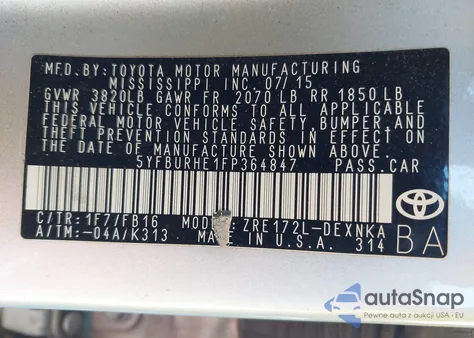 MFD.BY: TOYOTA MOTOR MANUFACTURING
MISSISSIPPI INC. 07/15
GVWR 3820LB GAWR FR 2070 LB RR 1850 LB
THIS VEHICLE CONFORMS TO ALL APPLICABLE
FEDERAL MOTOR VEHICLE SAFETY, BUMPER AND
THEFT PREVENTION STANDARDS IN EFFECT ON
THE DATE OF MANUFACTURE SHOWN ABOVE.
5YFBURHE1FP364847 PASS.CAR
C/TR: 1F7/FB16 MODEL: ZRE172L-DEXNKA
A/TM: -04A/K313 MADE IN U.S.A. 314
BA
TOYOTA
autoSnap
Pewne auta z aukcji USA i EU